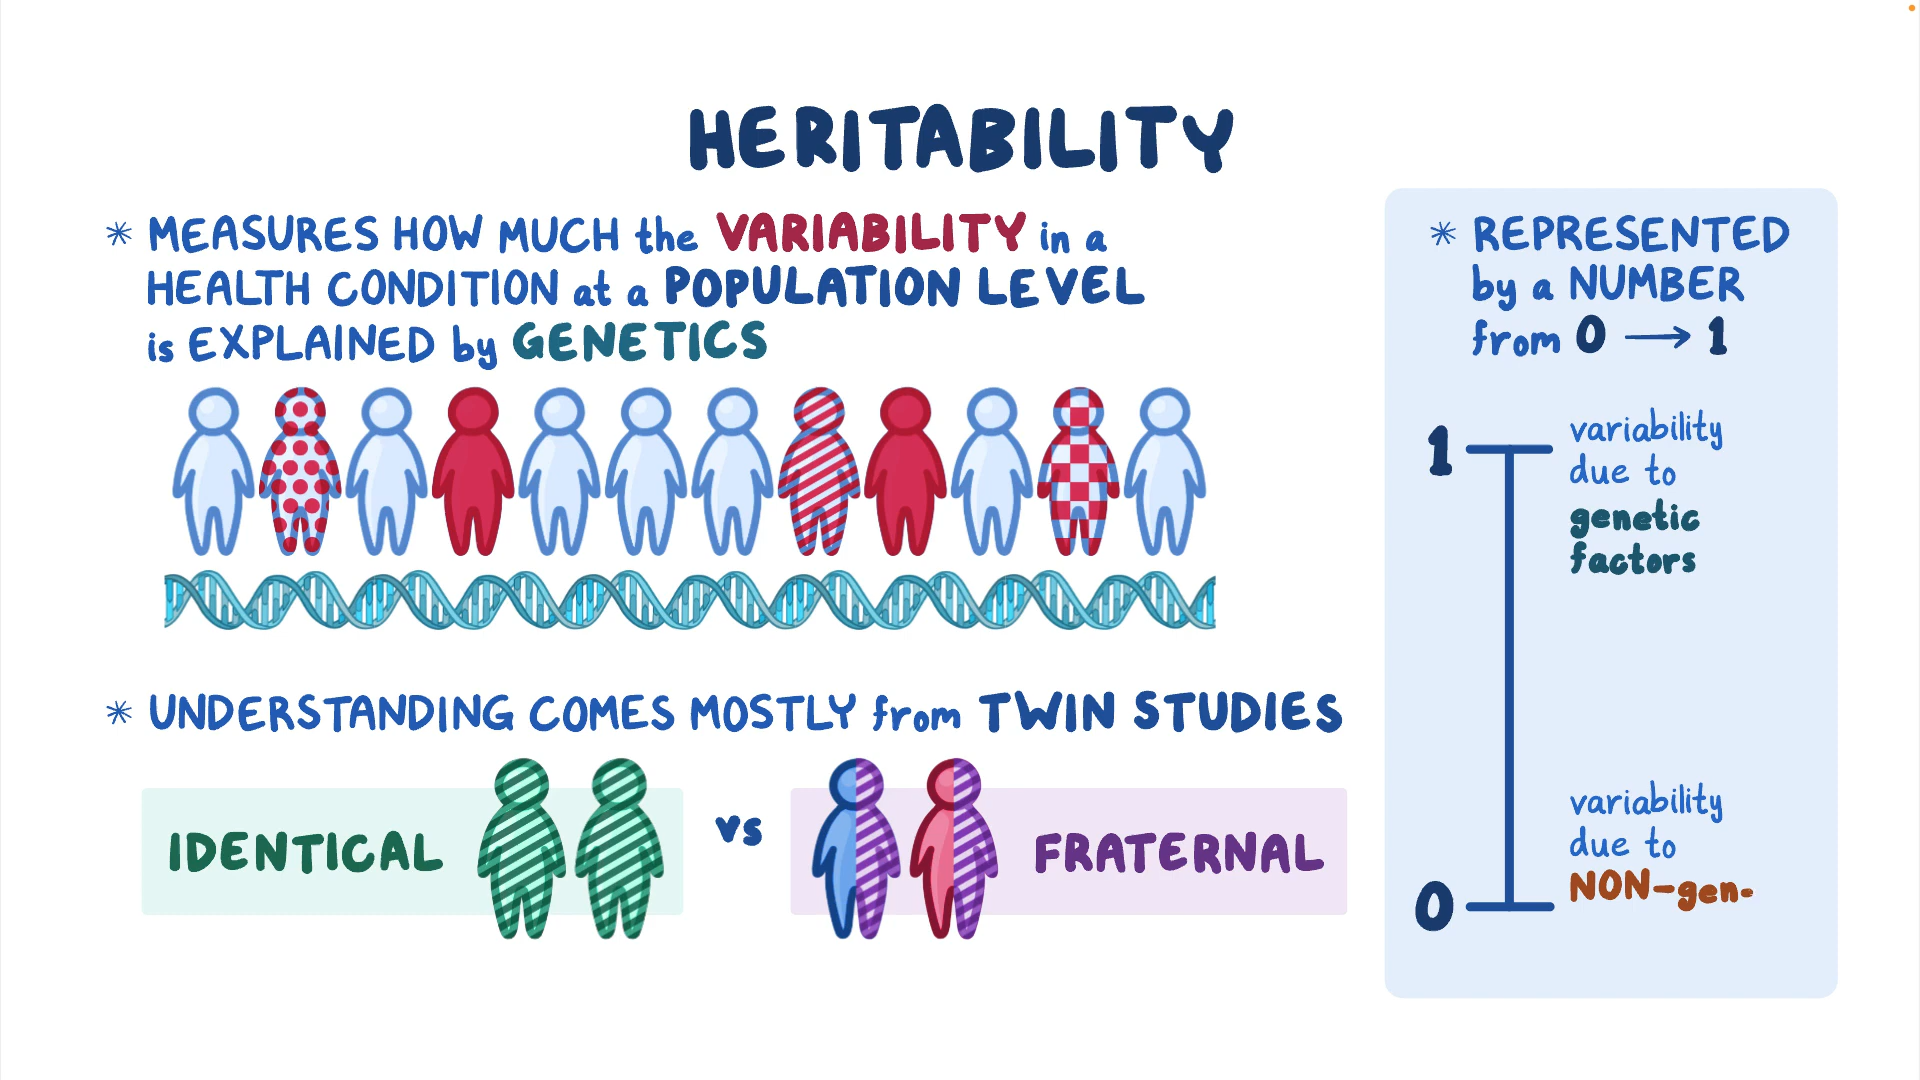 HERITABILITY
* MEASURES HOW MUCH the VARIABILITY in a
HEALTH CONDITION at a POPULATION LEVEL
is EXPLAINED by GENETICS
* UNDERSTANDING COMES MOSTLY from TWIN STUDIES
IDENTICAL
vs
FRATERNAL
* REPRESENTED
by a NUMBER
from 0 → 1
1
variability
due to
genetic
factors
variability
due to
NON-gen-
0